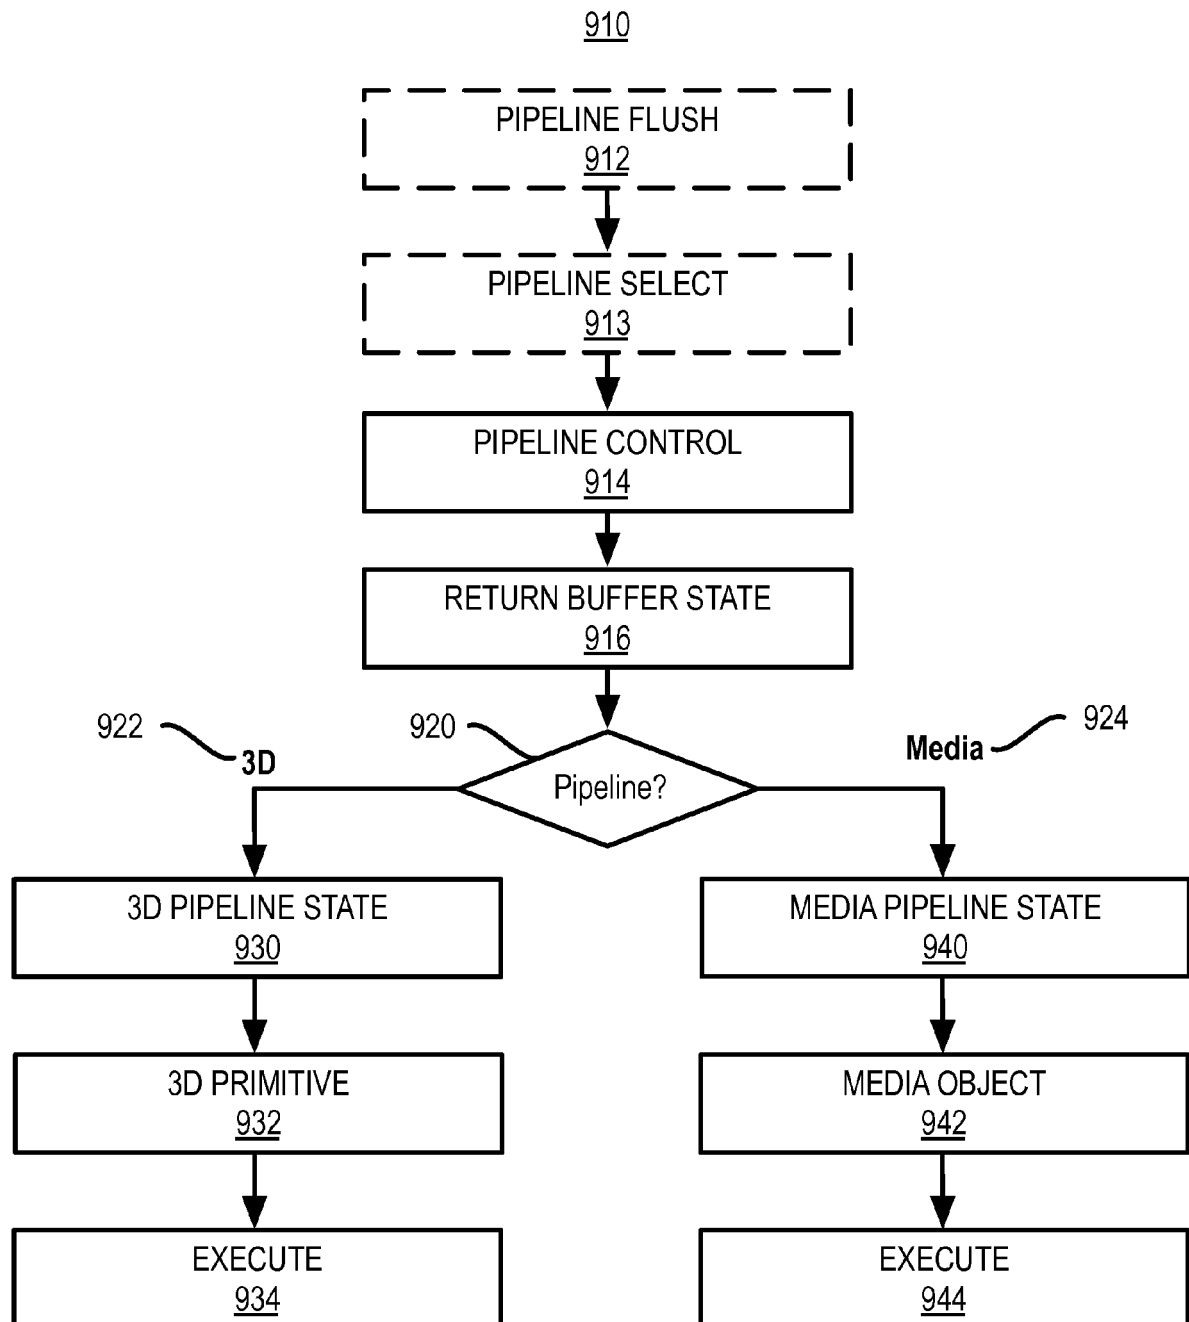 910
PIPELINE FLUSH
912
PIPELINE SELECT
913
PIPELINE CONTROL
914
RETURN BUFFER STATE
916
922
3D
920
Pipeline?
Media
924
3D PIPELINE STATE
930
MEDIA PIPELINE STATE
940
3D PRIMITIVE
932
MEDIA OBJECT
942
EXECUTE
934
EXECUTE
944